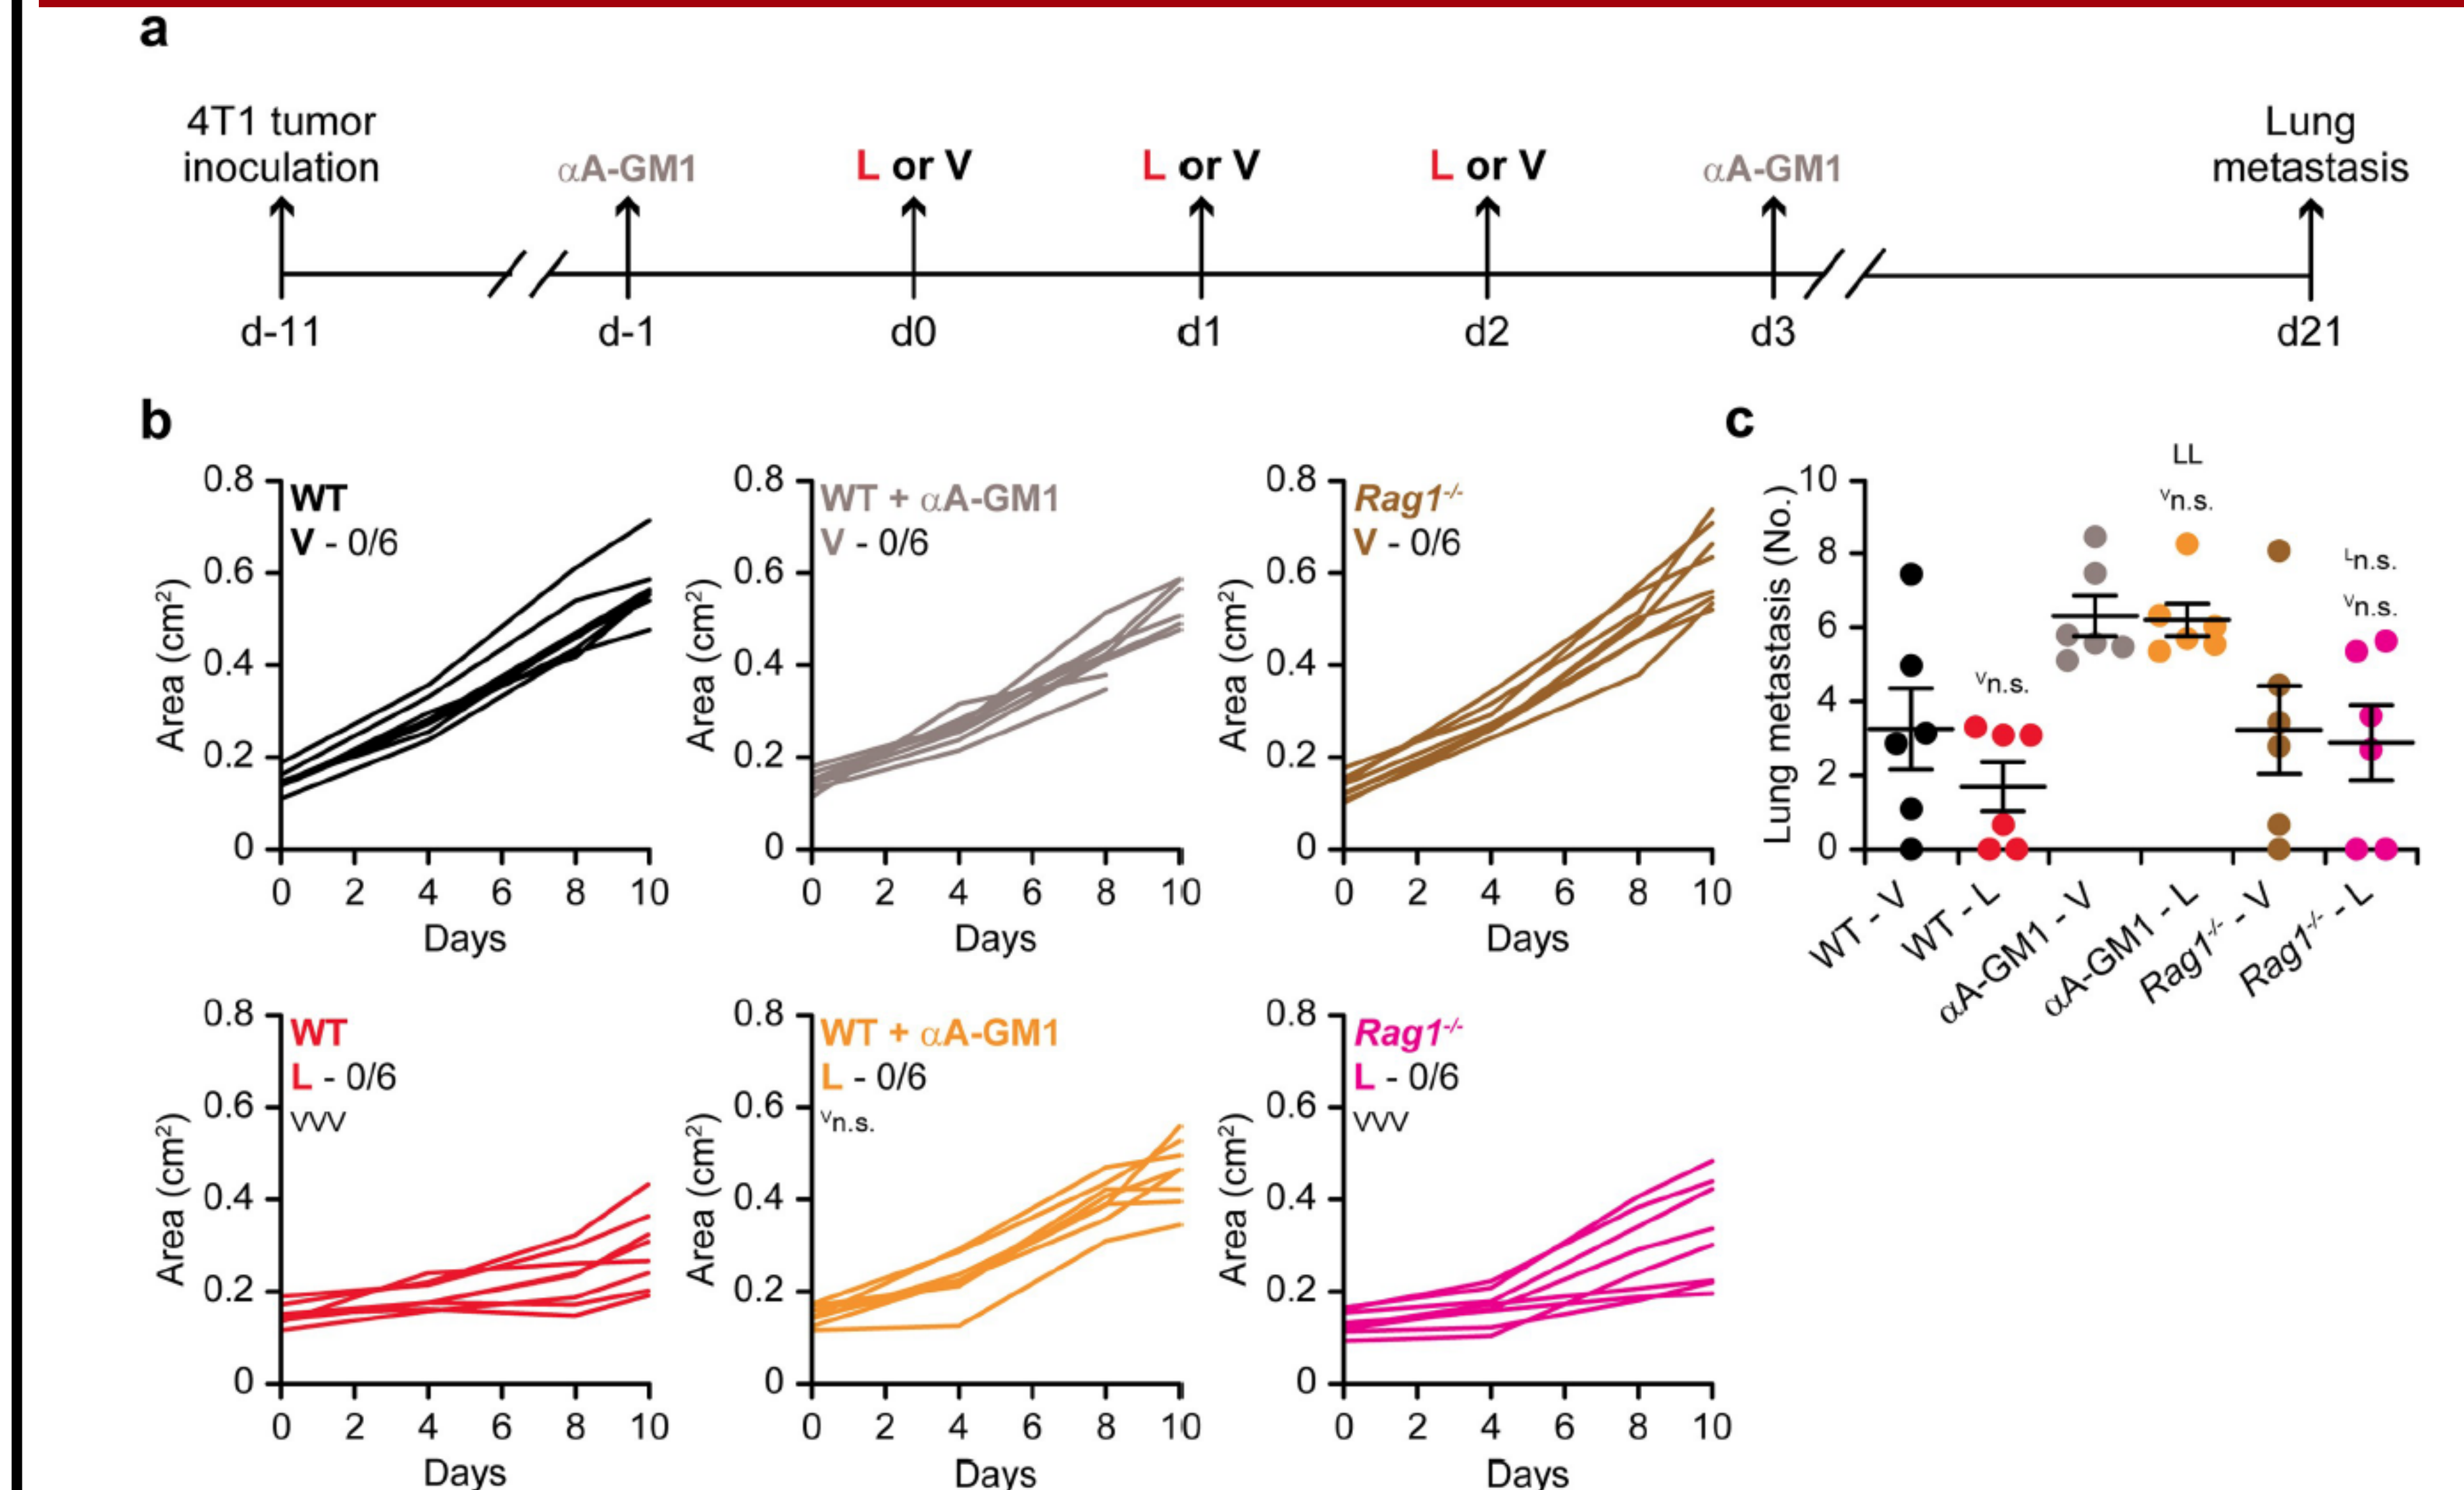 a
4T1 tumor
inoculation
αA-GM1
L or V
L or V
L or V
αA-GM1
Lung
metastasis
d-11
d-1
d0
d1
d2
d3
d21
b
0.8
0.6
0.4
0.2
0
Area (cm²)
WT
V - 0/6
0 2 4 6 8 10
Days
0.8
0.6
0.4
0.2
0
Area (cm²)
WT + αA-GM1
V - 0/6
0 2 4 6 8 10
Days
0.8
0.6
0.4
0.2
0
Area (cm²)
Rag1-/-
V - 0/6
0 2 4 6 8 10
Days
c
10
8
6
4
2
0
Lung metastasis (No.)
Vn.s.
LL
Vn.s.
Ln.s.
Vn.s.
WT - V
WT - L
αA-GM1 - V
αA-GM1 - L
Rag1-/- - V
Rag1-/- - L
0.8
0.6
0.4
0.2
0
Area (cm²)
WT
L - 0/6
VVV
0 2 4 6 8 10
Days
0.8
0.6
0.4
0.2
0
Area (cm²)
WT + αA-GM1
L - 0/6
Vn.s.
0 2 4 6 8 10
Days
0.8
0.6
0.4
0.2
0
Area (cm²)
Rag1-/-
L - 0/6
VVV
0 2 4 6 8 10
Days